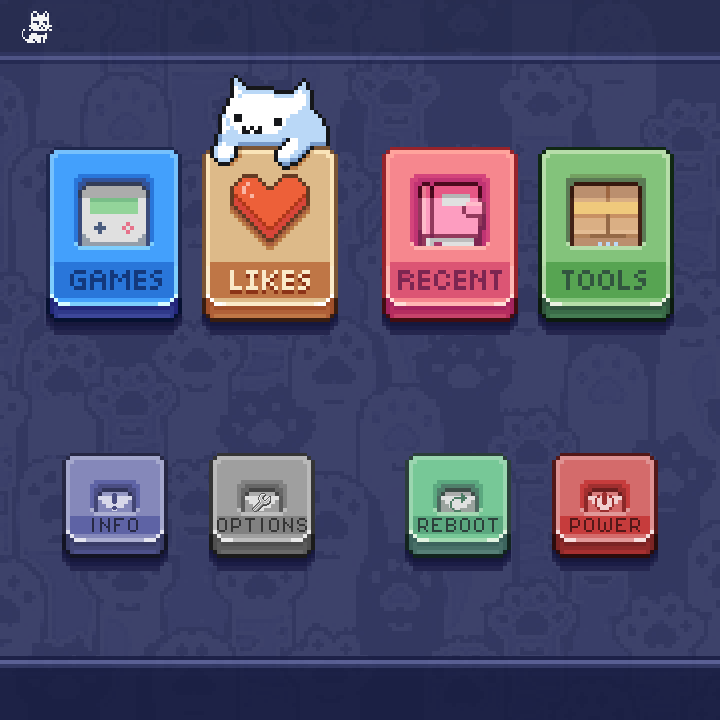 GAMES
LIKES
RECENT
TOOLS
INFO
OPTIONS
REBOOT
POWER